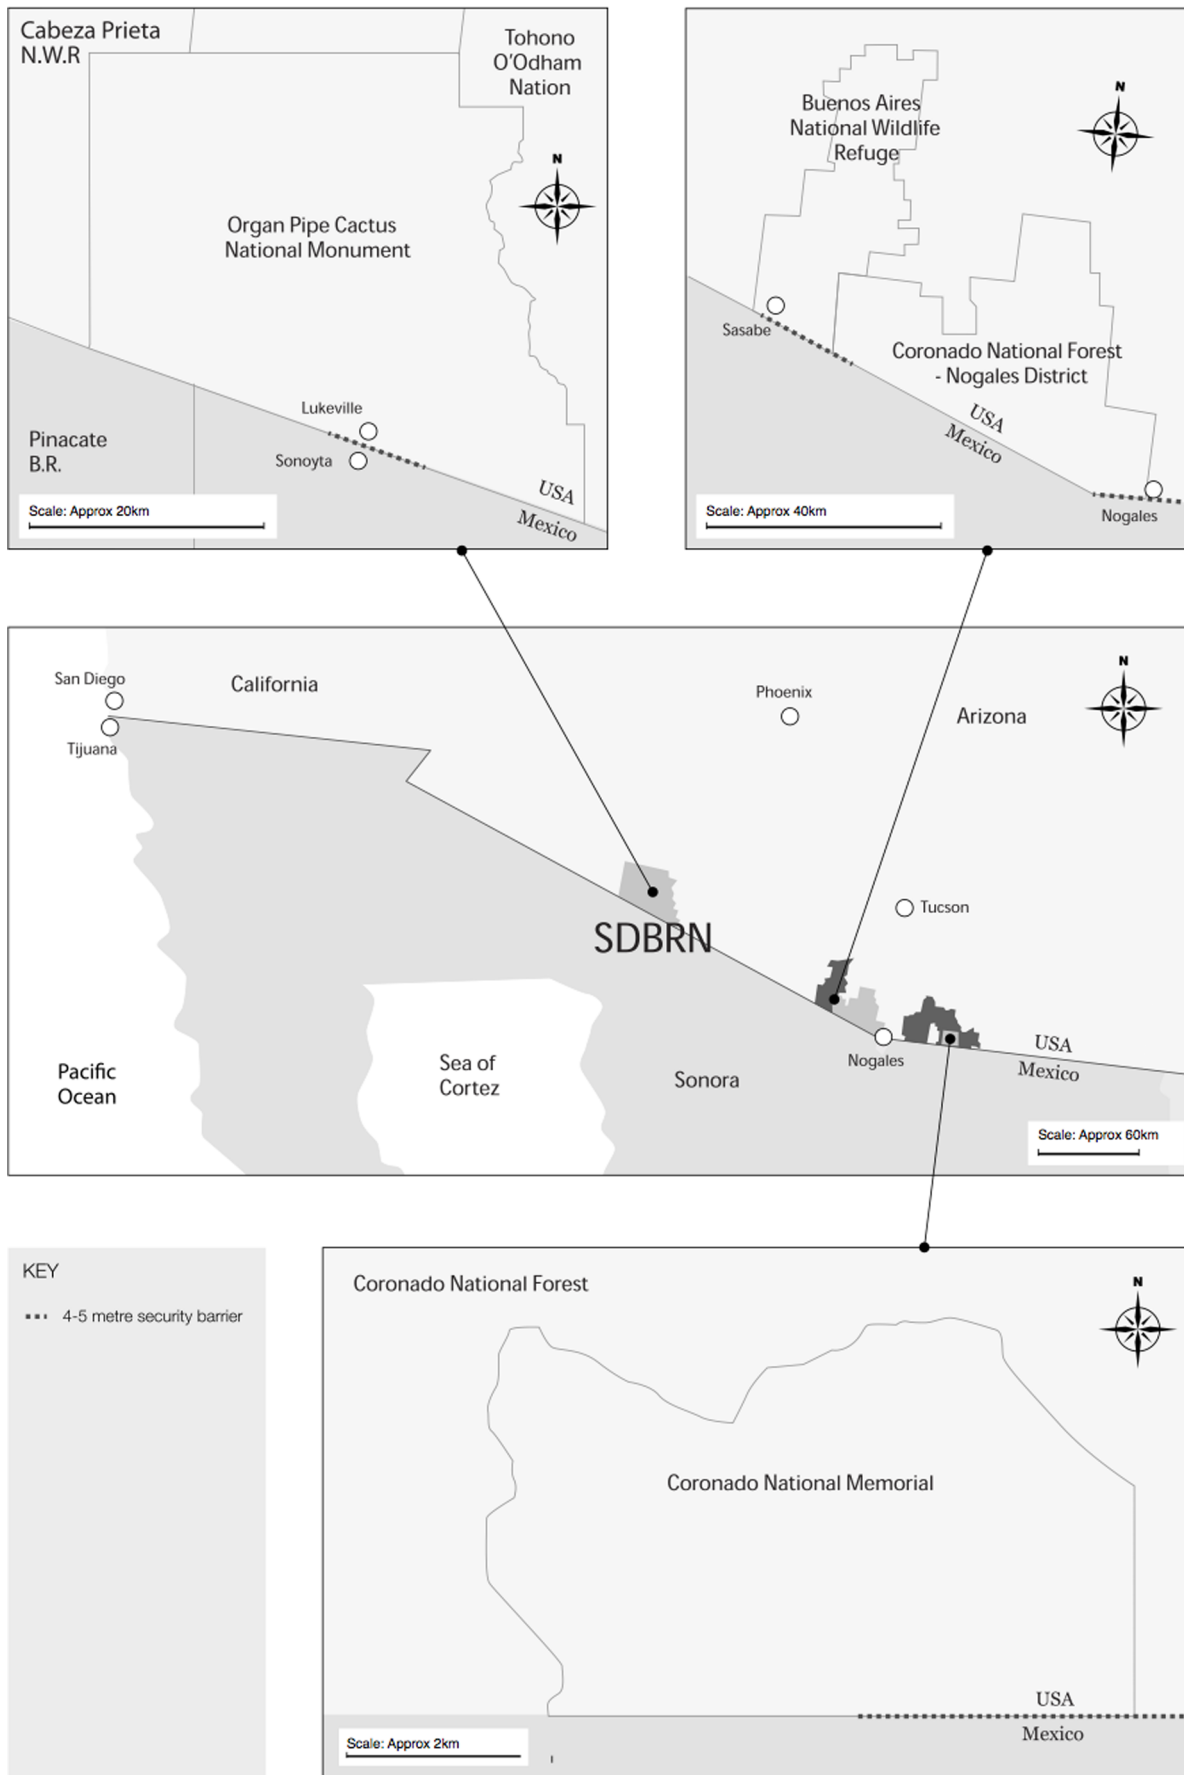 Cabeza Prieta
N.W.R
Tohono
O'Odham
Nation
N
Organ Pipe Cactus
National Monument
Lukeville
Sonoyta
Pinacate
B.R.
USA
Mexico
Scale: Approx 20km
Buenos Aires
National Wildlife
Refuge
N
Sasabe
Coronado National Forest
- Nogales District
USA
Mexico
Nogales
Scale: Approx 40km
San Diego
Tijuana
California
Phoenix
Arizona
N
SDBRN
Tucson
Nogales
USA
Mexico
Pacific
Ocean
Sea of
Cortez
Sonora
Scale: Approx 60km
KEY
4-5 metre security barrier
Coronado National Forest
N
Coronado National Memorial
USA
Mexico
Scale: Approx 2km